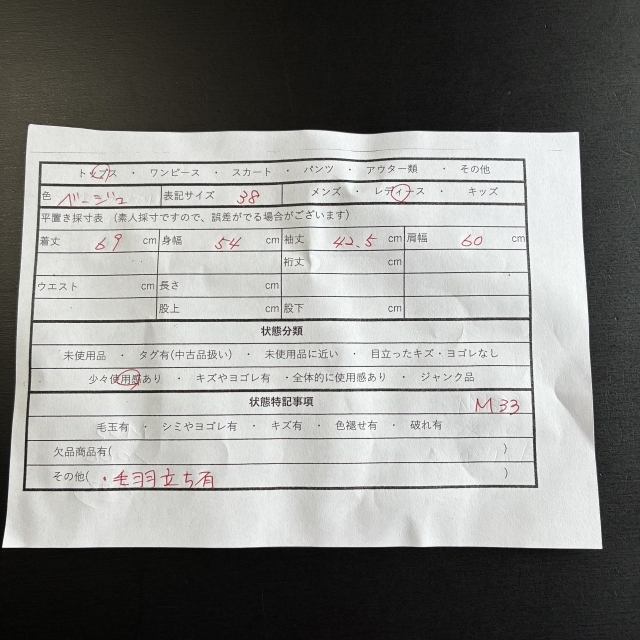 トップス ・ ワンピース ・ スカート ・ パンツ ・ アウター類 ・ その他
色 ベージュ 表記サイズ 38 メンズ ・ レディース ・ キッズ
平置き採寸表 (素人採寸ですので、誤差がでる場合がございます)
着丈 69 cm 身幅 54 cm 袖丈 42.5 cm 肩幅 60 cm
cm 裄丈 cm
ウエスト cm 長さ cm
股上 cm 股下 cm
状態分類
未使用品 ・ タグ有(中古品扱い) ・ 未使用品に近い ・ 目立ったキズ・ヨゴレなし
少々使用感あり ・ キズやヨゴレ有 ・全体的に使用感あり ・ ジャンク品
状態特記事項 M33
毛玉有 ・ シミやヨゴレ有 ・ キズ有 ・ 色褪せ有 ・ 破れ有
欠品商品有( )
その他( ・毛羽立ち有 )